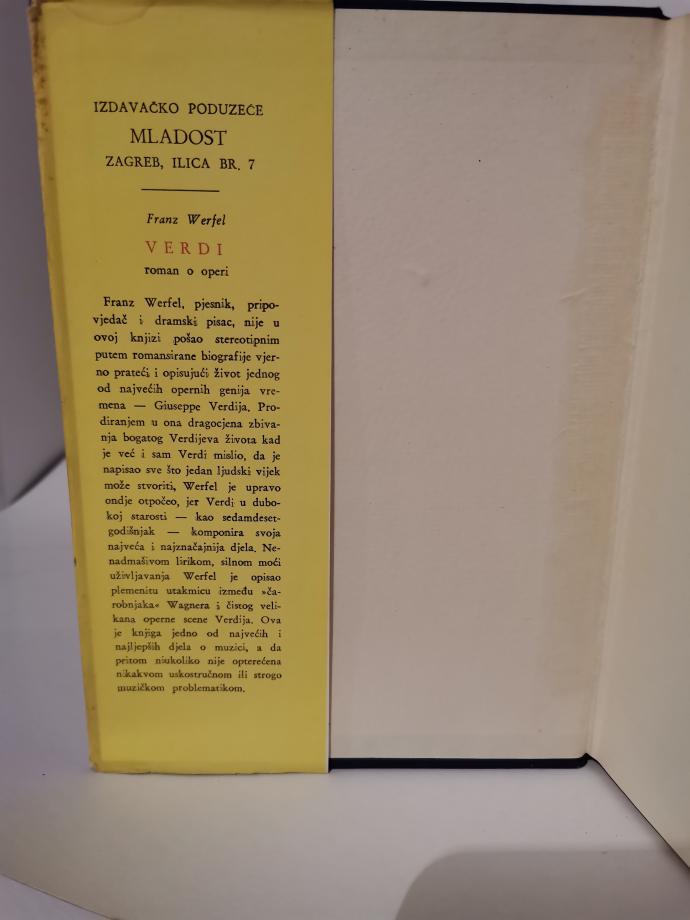 IZDAVAČKO PODUZEĆE
MLADOST
ZAGREB, ILICA BR. 7
Franz Werfel
VERDI
roman o operi
Franz Werfel, pjesnik, pripo-
vjedač i dramski pisac, nije u
ovoj knjizi pošao stereotipnim
putem romansirane biografije vjer-
no prateći i opisujući život jednog
od najvećih opernih genija vre-
mena — Giuseppe Verdija. Pro-
diranjem u ona dragocjena zbiva-
nja bogatog Verdijeva života kad
je već i sam Verdi mislio, da je
napisao sve što jedan ljudski vijek
može stvoriti, Werfel je upravo
ondje otpočeo, jer Verdi u dubo-
koj starosti — kao sedamdeset-
godišnjak — komponira svoja
najveća i najznačajnija djela. Ne-
nadmašivom lirikom, silnom moći
uživljavanja Werfel je opisao
plemenitu utakmicu između »ča-
robnjaka« Wagnera i čistog veli-
kana operne scene Verdija. Ova
je knjiga jedno od najvećih i
najljepših djela o muzici, a da
pritom niukoliko nije opterećena
nikakvom uskostručnom ili strogo
muzičkom problematikom.